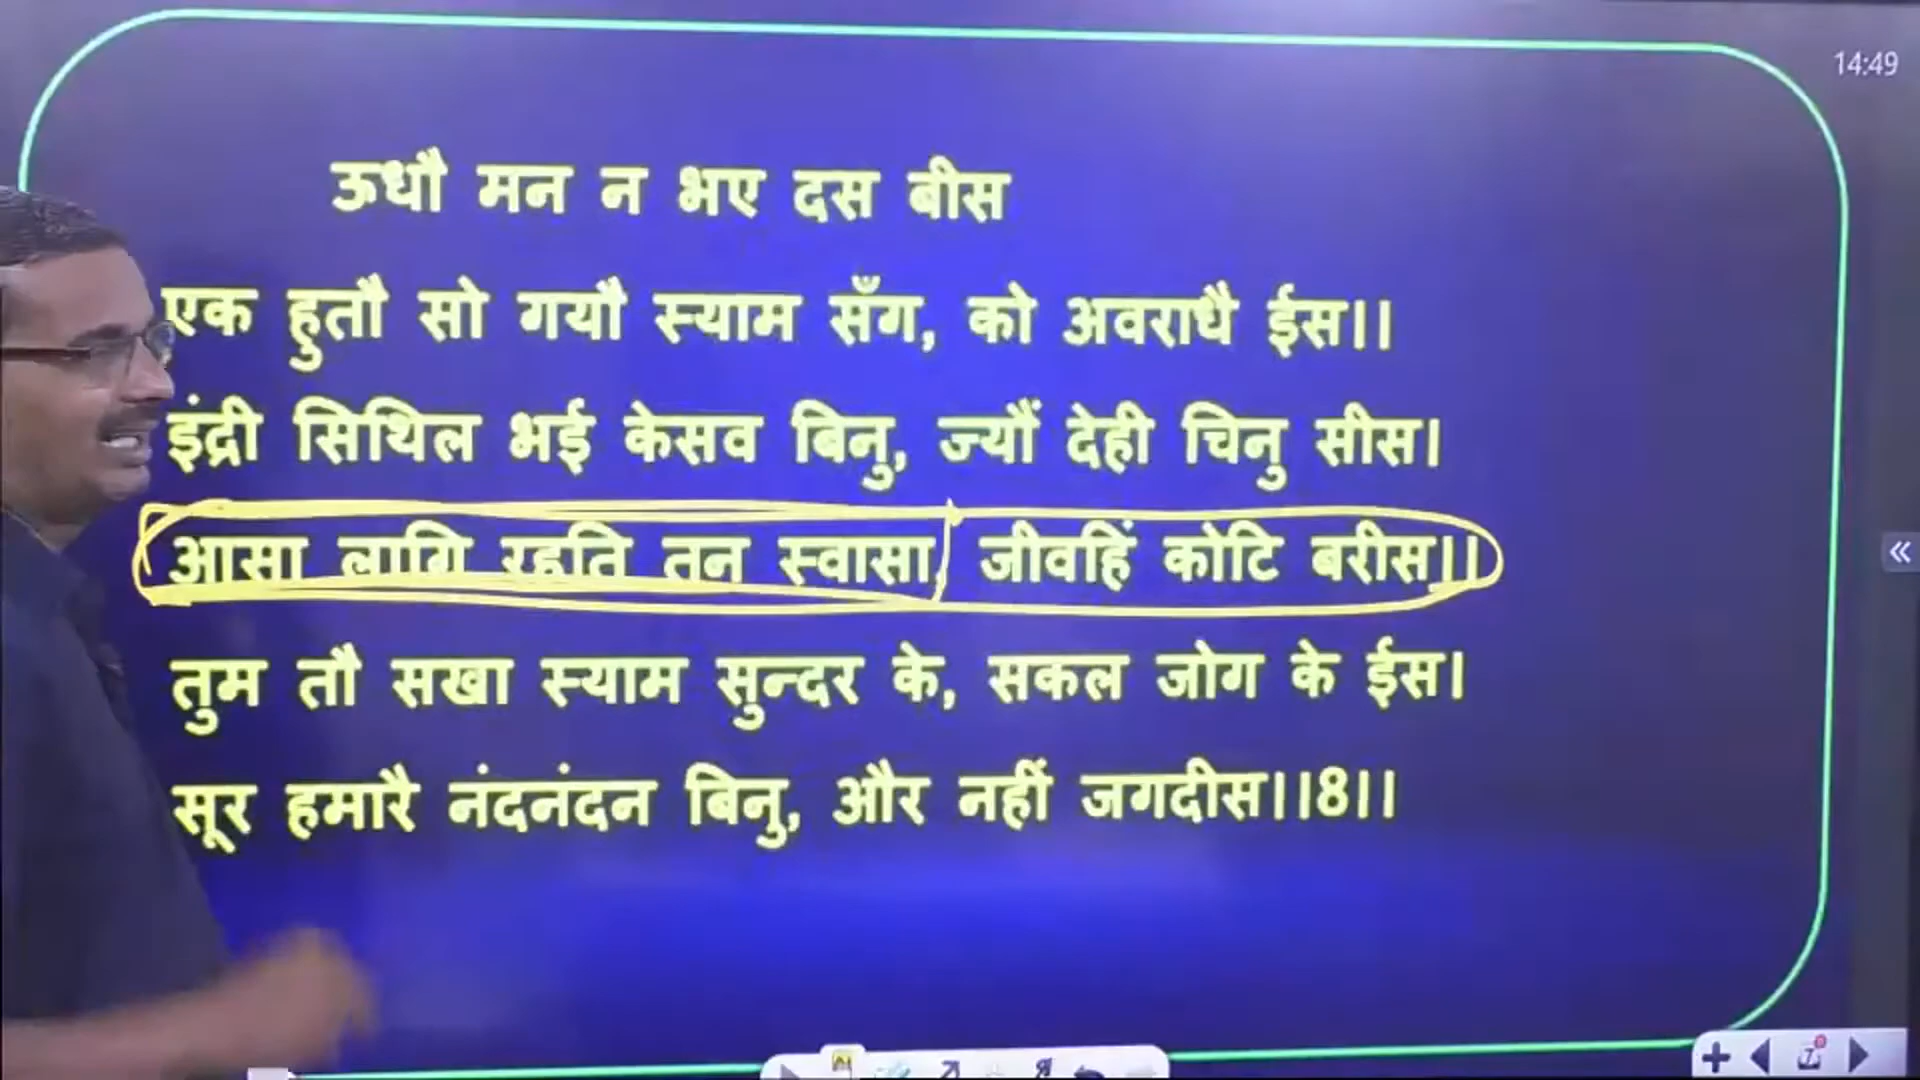 14:49
ऊधौ मन न भए दस बीस
एक हुतौ सो गयौ स्याम सँग, को अवराधै ईस।।
इंद्री सिथिल भई केसव बिनु, ज्यौं देही चिनु सीस।
आसा लागि रहति तन स्वासा, जीवहिं कोटि बरीस।।
तुम तौ सखा स्याम सुन्दर के, सकल जोग के ईस।
सूर हमारै नंदनंदन बिनु, और नहीं जगदीस।।8।।